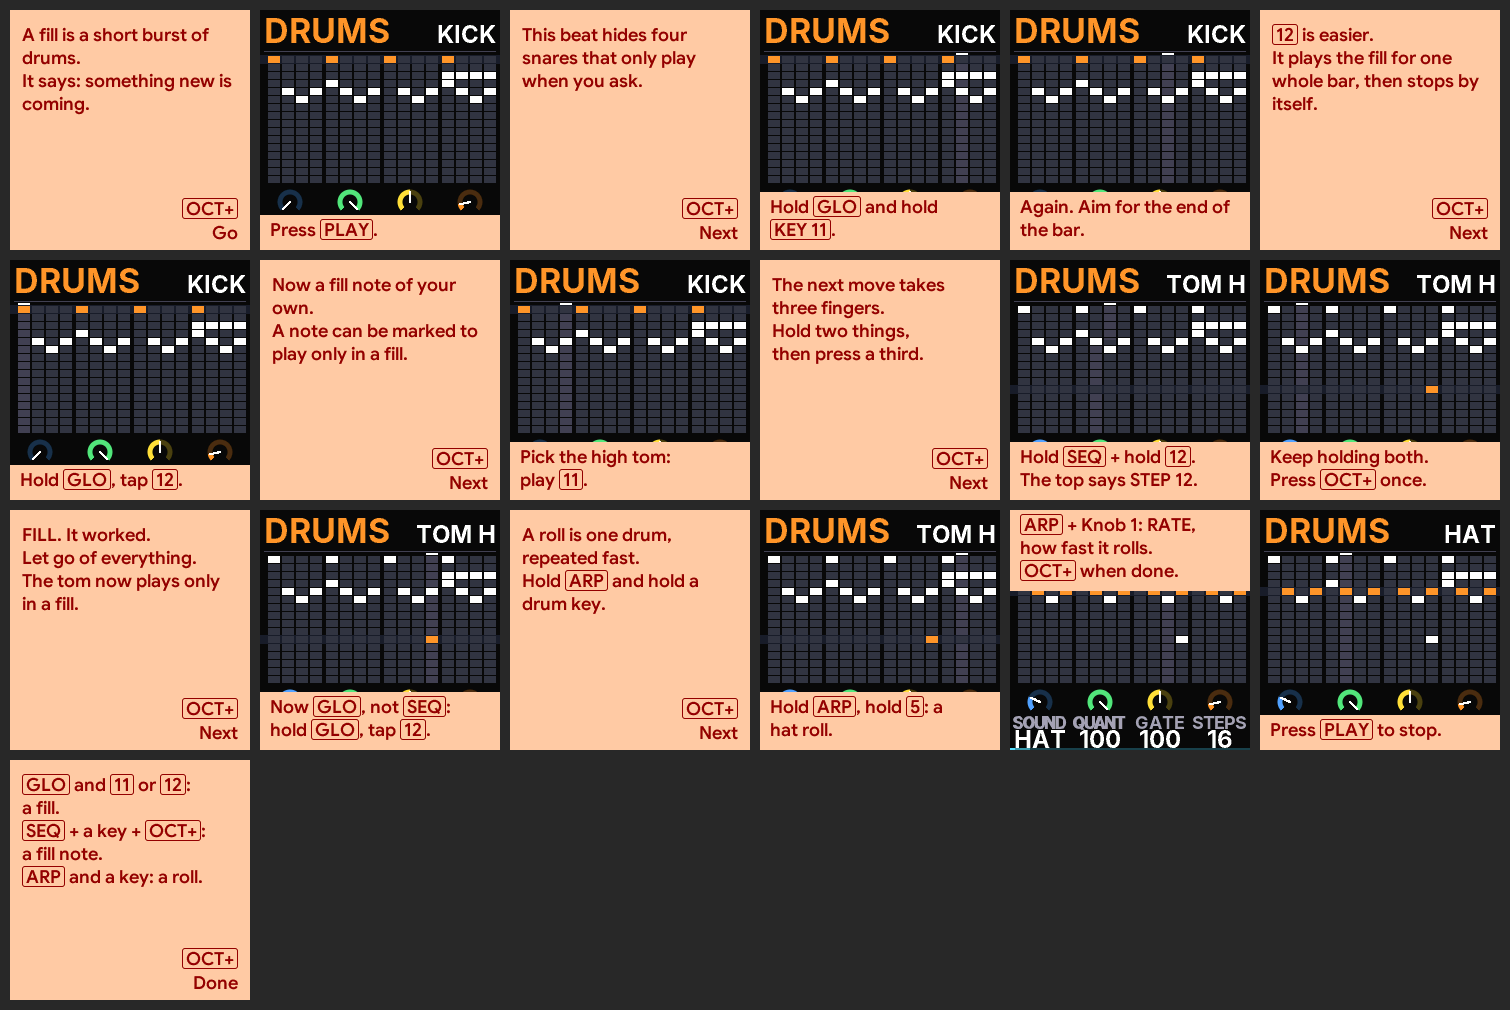 A fill is a short burst of
drums.
It says: something new is
coming.
OCT+
Go
DRUMS KICK
Press PLAY.
This beat hides four
snares that only play
when you ask.
OCT+
Next
DRUMS KICK
Hold GLO and hold
KEY 11.
DRUMS KICK
Again. Aim for the end of
the bar.
12 is easier.
It plays the fill for one
whole bar, then stops by
itself.
OCT+
Next
DRUMS KICK
Hold GLO, tap 12.
Now a fill note of your
own.
A note can be marked to
play only in a fill.
OCT+
Next
DRUMS KICK
Pick the high tom:
play 11.
The next move takes
three fingers.
Hold two things,
then press a third.
OCT+
Next
DRUMS TOM H
Hold SEQ + hold 12.
The top says STEP 12.
DRUMS TOM H
Keep holding both.
Press OCT+ once.
FILL. It worked.
Let go of everything.
The tom now plays only
in a fill.
OCT+
Next
DRUMS TOM H
Now GLO, not SEQ:
hold GLO, tap 12.
A roll is one drum,
repeated fast.
Hold ARP and hold a
drum key.
OCT+
Next
DRUMS TOM H
Hold ARP, hold 5: a
hat roll.
ARP + Knob 1: RATE,
how fast it rolls.
OCT+ when done.
SOUND QUANT GATE STEPS
HAT 100 100 16
DRUMS HAT
Press PLAY to stop.
GLO and 11 or 12:
a fill.
SEQ + a key + OCT+:
a fill note.
ARP and a key: a roll.
OCT+
Done